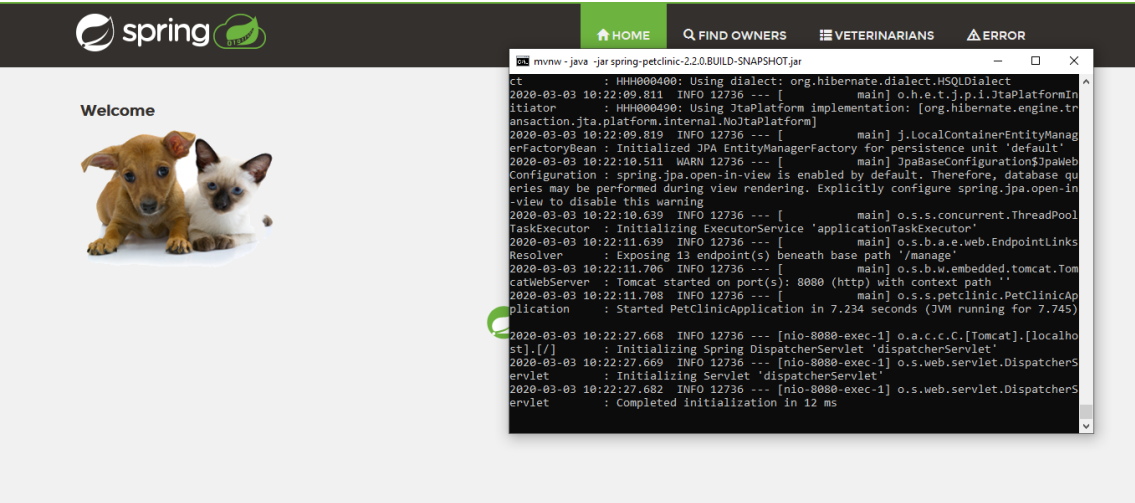 spring
HOME FIND OWNERS VETERINARIANS ERROR
Welcome
mvnw - java -jar spring-petclinic-2.2.0.BUILD-SNAPSHOT.jar
ct : HHH000400: Using dialect: org.hibernate.dialect.HSQLDialect
2020-03-03 10:22:09.811 INFO 12736 --- [ main] o.h.e.t.j.p.i.JtaPlatformIn
itiator : HHH000490: Using JtaPlatform implementation: [org.hibernate.engine.tr
ansaction.jta.platform.internal.NoJtaPlatform]
2020-03-03 10:22:09.819 INFO 12736 --- [ main] j.LocalContainerEntityManag
erFactoryBean : Initialized JPA EntityManagerFactory for persistence unit 'default'
2020-03-03 10:22:10.511 WARN 12736 --- [ main] JpaBaseConfiguration$JpaWeb
Configuration : spring.jpa.open-in-view is enabled by default. Therefore, database qu
eries may be performed during view rendering. Explicitly configure spring.jpa.open-in
-view to disable this warning
2020-03-03 10:22:10.639 INFO 12736 --- [ main] o.s.s.concurrent.ThreadPool
TaskExecutor : Initializing ExecutorService 'applicationTaskExecutor'
2020-03-03 10:22:11.639 INFO 12736 --- [ main] o.s.b.a.e.web.EndpointLinks
Resolver : Exposing 13 endpoint(s) beneath base path '/manage'
2020-03-03 10:22:11.706 INFO 12736 --- [ main] o.s.b.w.embedded.tomcat.Tom
catWebServer : Tomcat started on port(s): 8080 (http) with context path ''
2020-03-03 10:22:11.708 INFO 12736 --- [ main] o.s.s.petclinic.PetClinicAp
plication : Started PetClinicApplication in 7.234 seconds (JVM running for 7.745)
2020-03-03 10:22:27.668 INFO 12736 --- [nio-8080-exec-1] o.a.c.c.C.[Tomcat].[localho
st].[/] : Initializing Spring DispatcherServlet 'dispatcherServlet'
2020-03-03 10:22:27.669 INFO 12736 --- [nio-8080-exec-1] o.s.web.servlet.DispatcherS
ervlet : Initializing Servlet 'dispatcherServlet'
2020-03-03 10:22:27.682 INFO 12736 --- [nio-8080-exec-1] o.s.web.servlet.DispatcherS
ervlet : Completed initialization in 12 ms